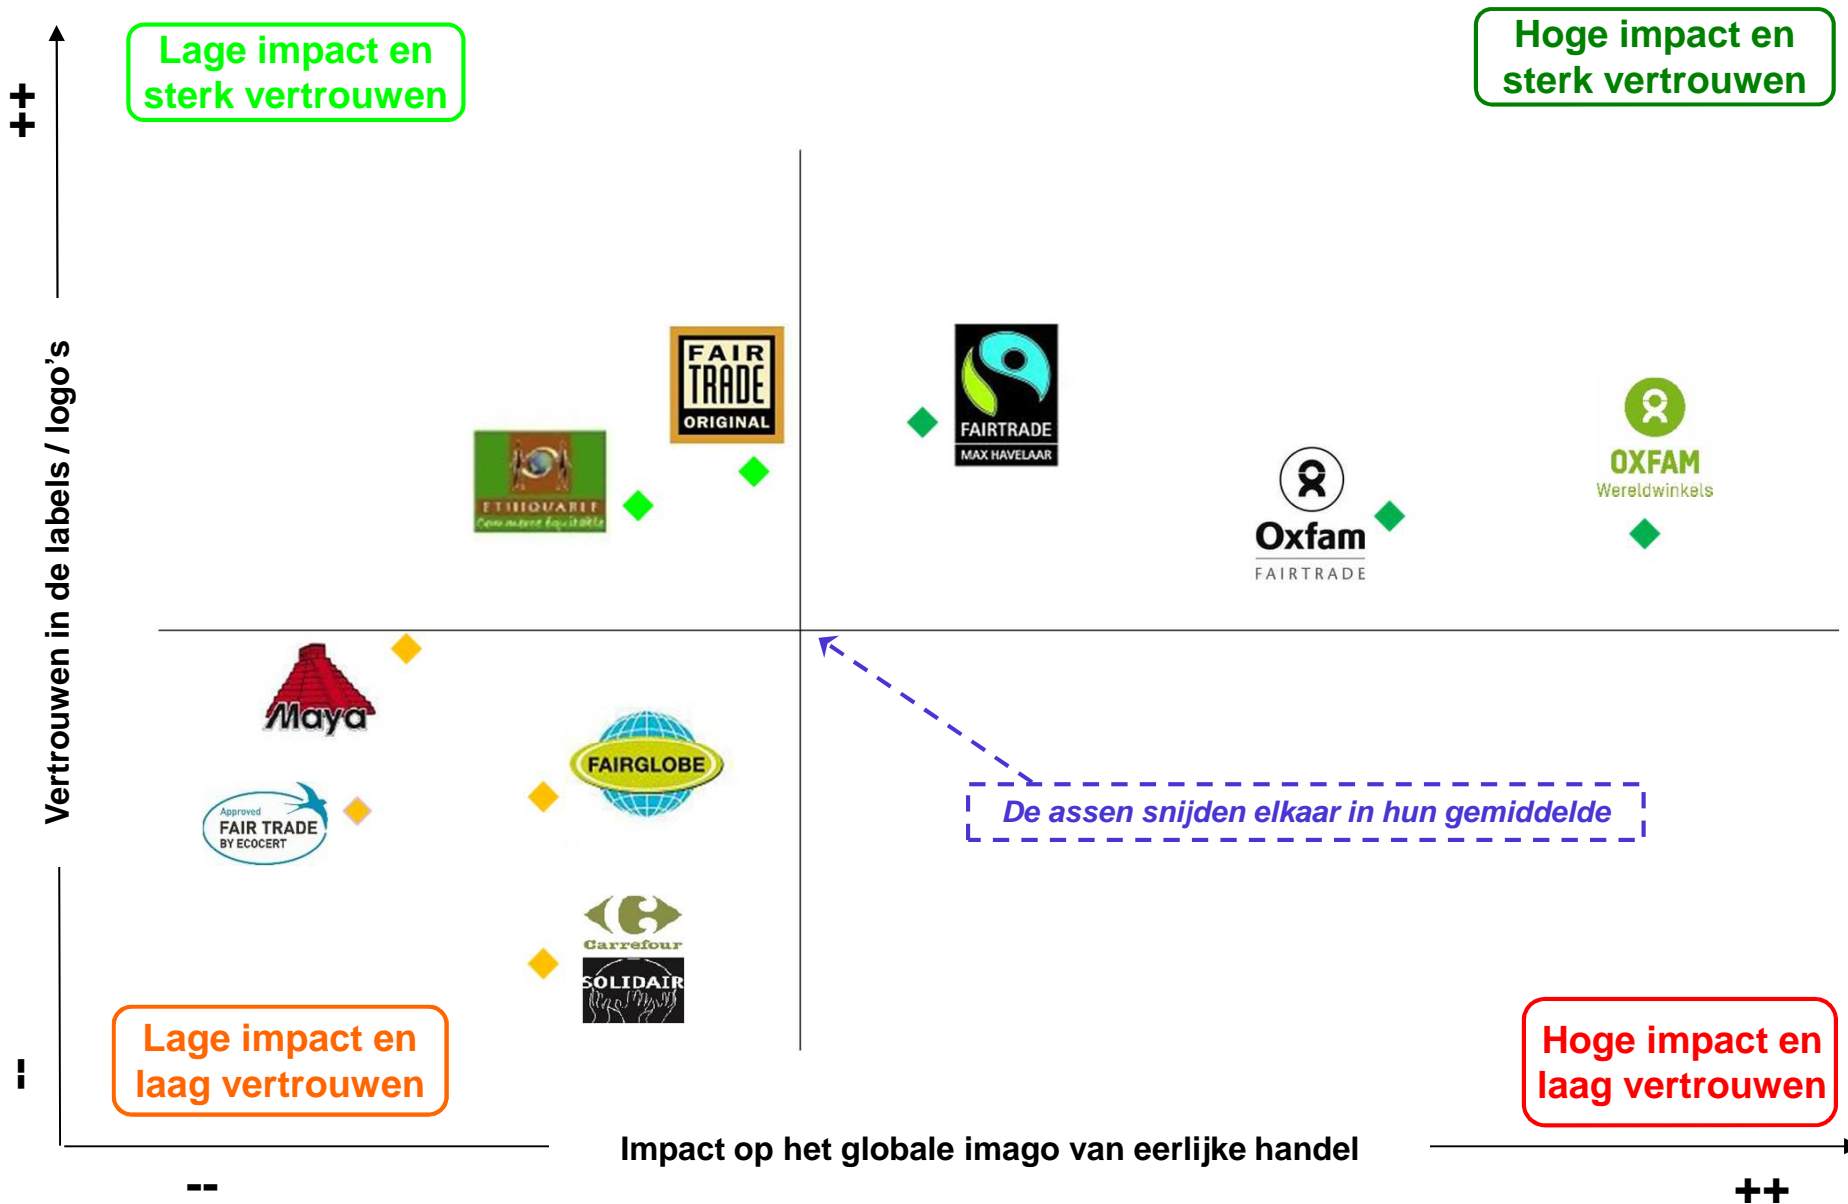 Lage impact en
sterk vertrouwen
Hoge impact en
sterk vertrouwen
++
Vertrouwen in de labels / logo's
--
FAIR
TRADE
ORIGINAL
FAIRTRADE
MAX HAVELAAR
ETHIQUABLE
Commerce équitable
Oxfam
FAIRTRADE
OXFAM
Wereldwinkels
Maya
FAIRGLOBE
Approved
FAIR TRADE
BY ECOCERT
De assen snijden elkaar in hun gemiddelde
Carrefour
SOLIDAIR
Lage impact en
laag vertrouwen
Hoge impact en
laag vertrouwen
Impact op het globale imago van eerlijke handel
--
++